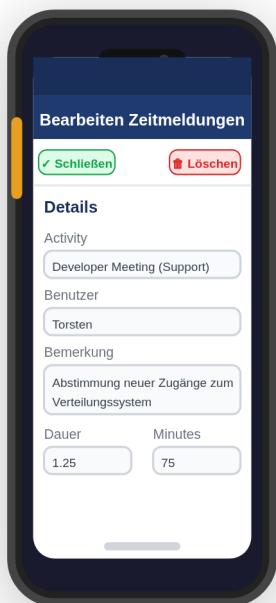 Bearbeiten Zeitmeldungen
✓ Schließen
🗑 Löschen
Details
Activity
Developer Meeting (Support)
Benutzer
Torsten
Bemerkung
Abstimmung neuer Zugänge zum
Verteilungssystem
Dauer
Minutes
1.25
75